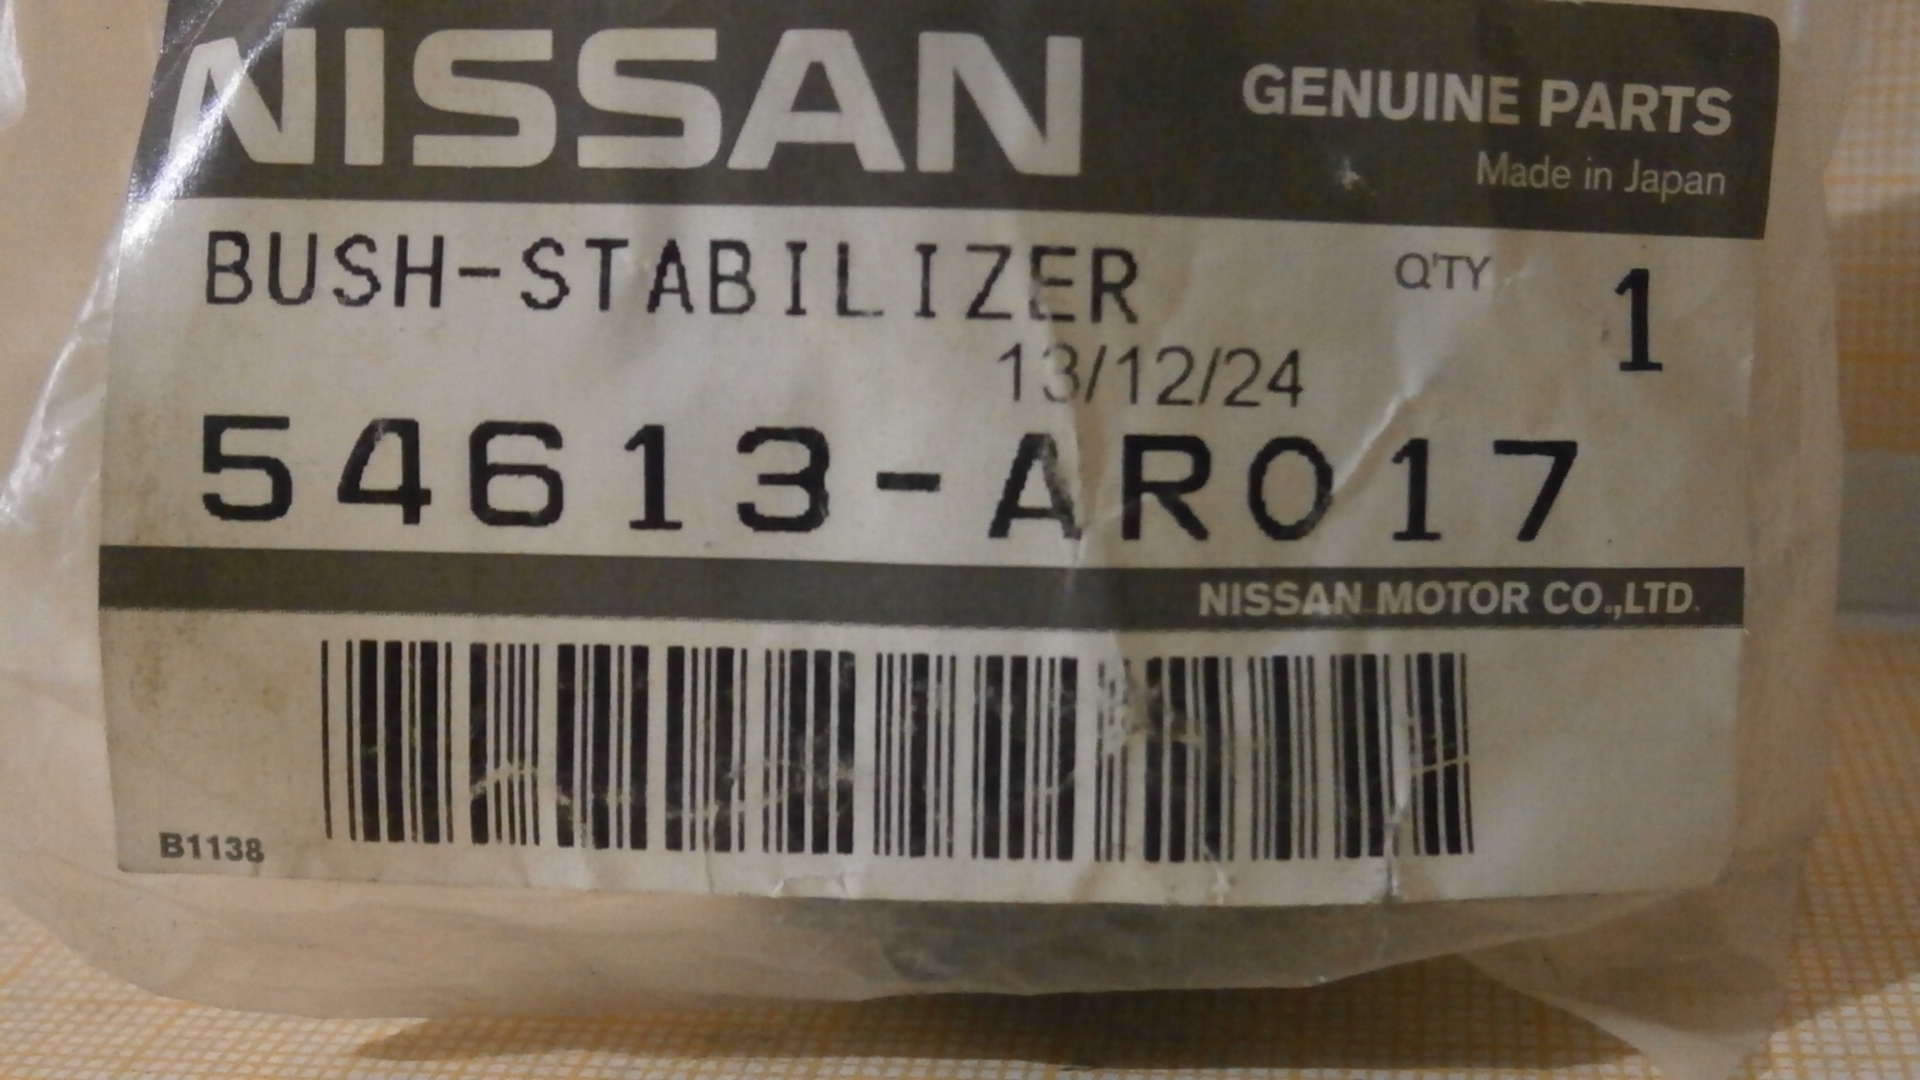 NISSAN
GENUINE PARTS
Made in Japan
BUSH-STABILIZER
Q'TY 1
13/12/24
54613-AR017
NISSAN MOTOR CO.,LTD.
B1138